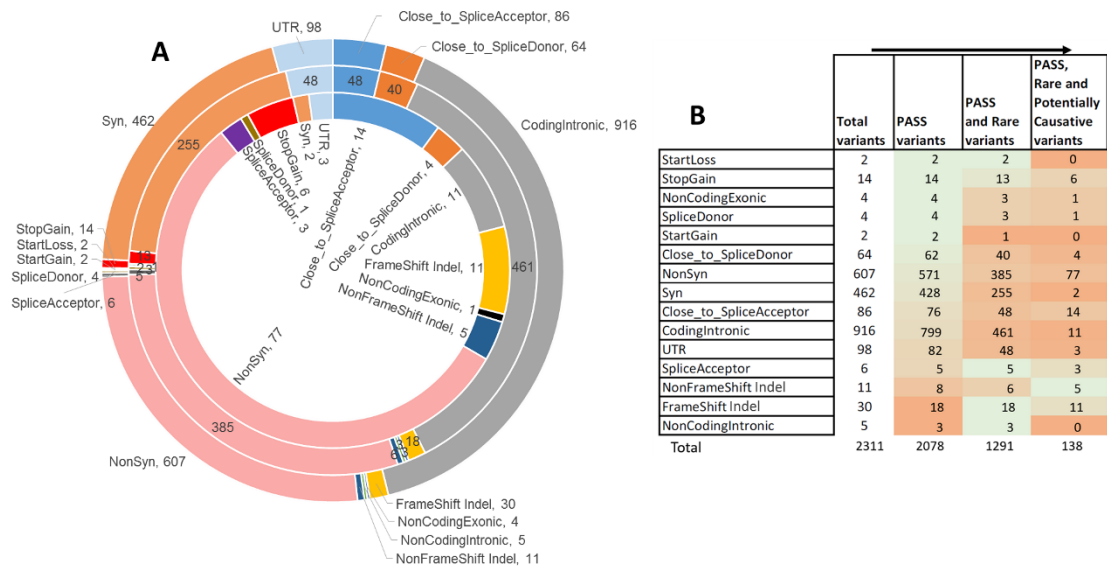 A
UTR, 98
Close_to_SpliceAcceptor, 86
Close_to_SpliceDonor, 64
48
48
40
Syn, 462
255
CodingIntronic, 916
UTR, 3
Syn, 2
StopGain, 6
SpliceDonor, 1
SpliceAcceptor, 3
Close_to_SpliceAcceptor, 14
Close_to_SpliceDonor, 4
CodingIntronic, 11
FrameShift Indel, 11
461
NonCodingExonic, 1
NonFrameShift Indel, 5
StopGain, 14
StartLoss, 2
StartGain, 2
SpliceDonor, 4
SpliceAcceptor, 6
13
2
3
1
5
NonSyn, 77
385
NonSyn, 607
18
6
3
3
FrameShift Indel, 30
NonCodingExonic, 4
NonCodingIntronic, 5
NonFrameShift Indel, 11
B
Total variants PASS variants PASS and Rare variants PASS, Rare and Potentially Causative variants
StartLoss 2 2 2 0
StopGain 14 14 13 6
NonCodingExonic 4 4 3 1
SpliceDonor 4 4 3 1
StartGain 2 2 1 0
Close_to_SpliceDonor 64 62 40 4
NonSyn 607 571 385 77
Syn 462 428 255 2
Close_to_SpliceAcceptor 86 76 48 14
CodingIntronic 916 799 461 11
UTR 98 82 48 3
SpliceAcceptor 6 5 5 3
NonFrameShift Indel 11 8 6 5
FrameShift Indel 30 18 18 11
NonCodingIntronic 5 3 3 0
Total 2311 2078 1291 138